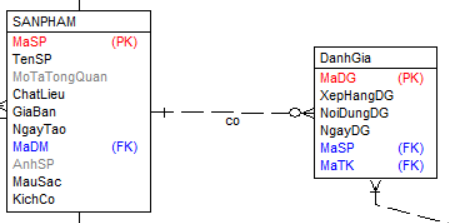 SANPHAM
MaSP (PK)
TenSP
MoTaTongQuan
ChatLieu
GiaBan
NgayTao
MaDM (FK)
AnhSP
MauSac
KichCo
co
DanhGia
MaDG (PK)
XepHangDG
NoiDungDG
NgayDG
MaSP (FK)
MaTK (FK)